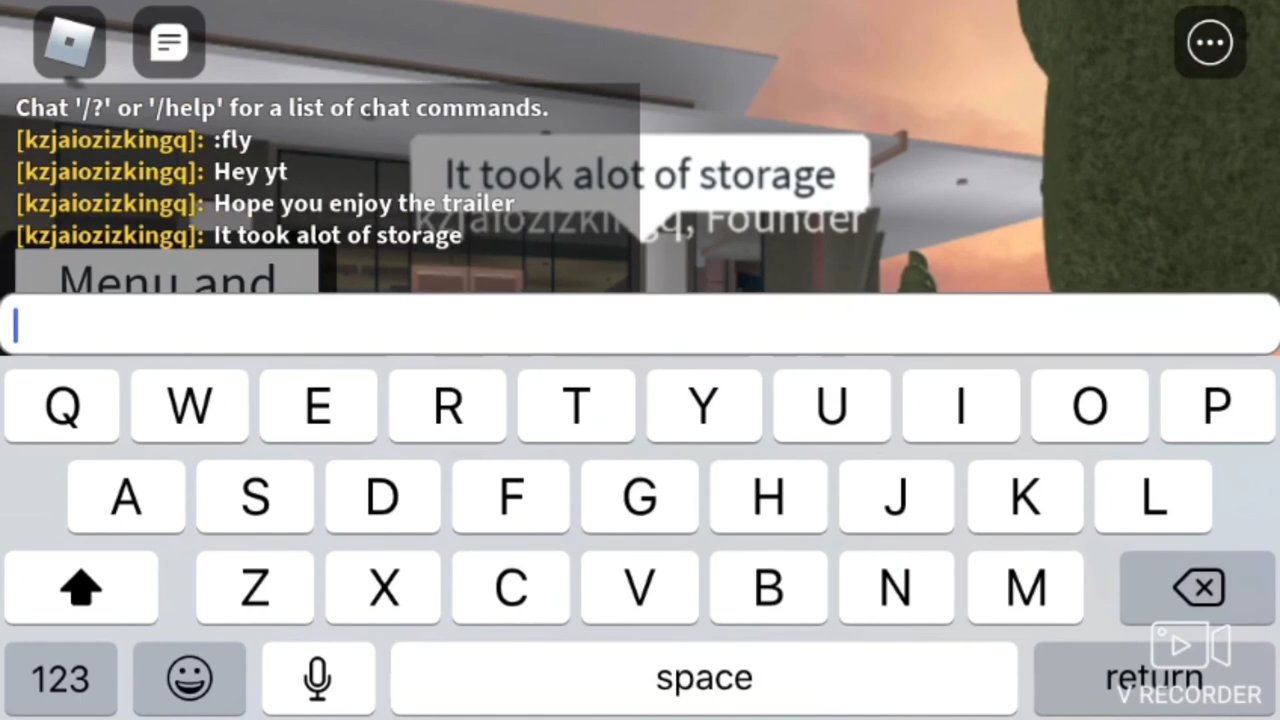 Chat '/?' or '/help' for a list of chat commands.
[kzjaiozizkingq]: :fly
[kzjaiozizkingq]: Hey yt
[kzjaiozizkingq]: Hope you enjoy the trailer
[kzjaiozizkingq]: It took alot of storage
It took alot of storage
kzjaiozizkingq, Founder
Menu and
Q W E R T Y U I O P
A S D F G H J K L
Z X C V B N M
123 space return
V RECORDER